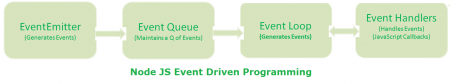 EventEmitter
(Generates Events)
Event Queue
(Maintains a Q of Events)
Event Loop
(Generates Events)
Event Handlers
(Handles Events)
(JavaScript Callbacks)
Node JS Event Driven Programming